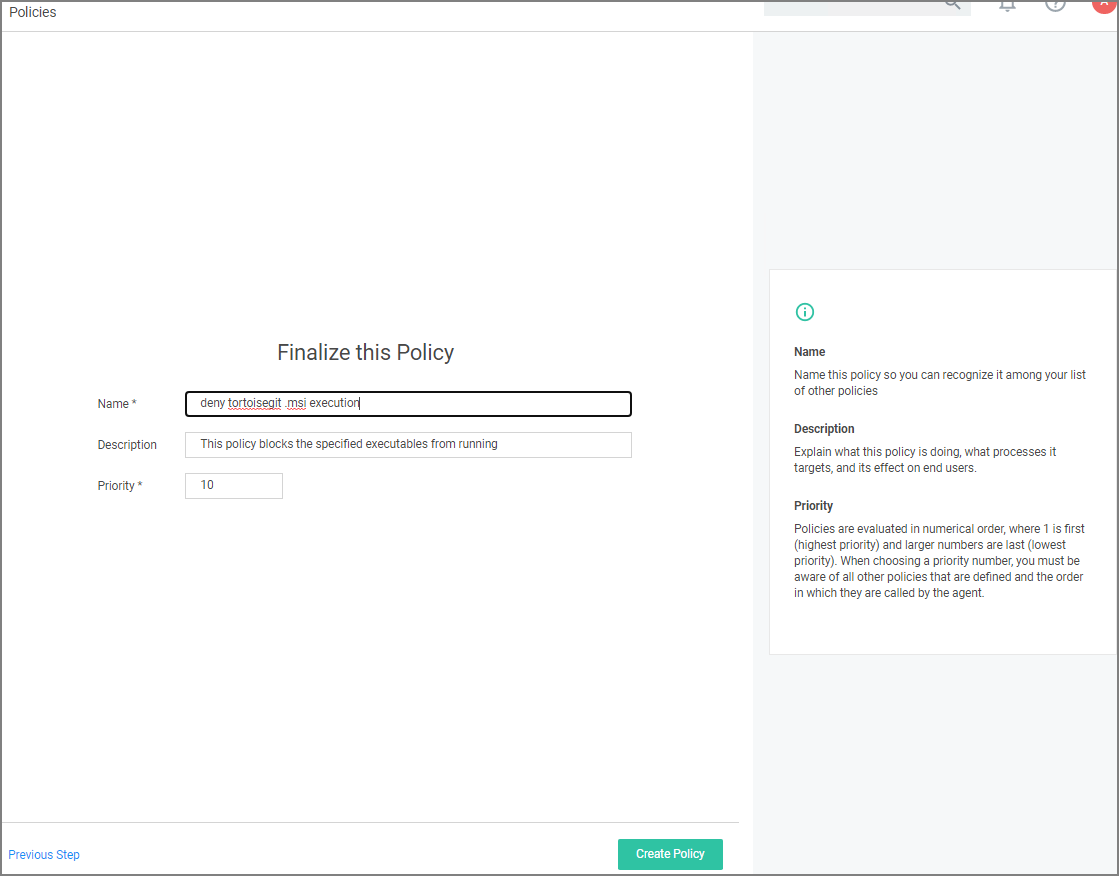 Policies
Finalize this Policy
Name *
deny tortoisegit .msi execution
Description
This policy blocks the specified executables from running
Priority *
10
Previous Step
Create Policy
Name
Name this policy so you can recognize it among your list
of other policies
Description
Explain what this policy is doing, what processes it
targets, and its effect on end users.
Priority
Policies are evaluated in numerical order, where 1 is first
(highest priority) and larger numbers are last (lowest
priority). When choosing a priority number, you must be
aware of all other policies that are defined and the order
in which they are called by the agent.